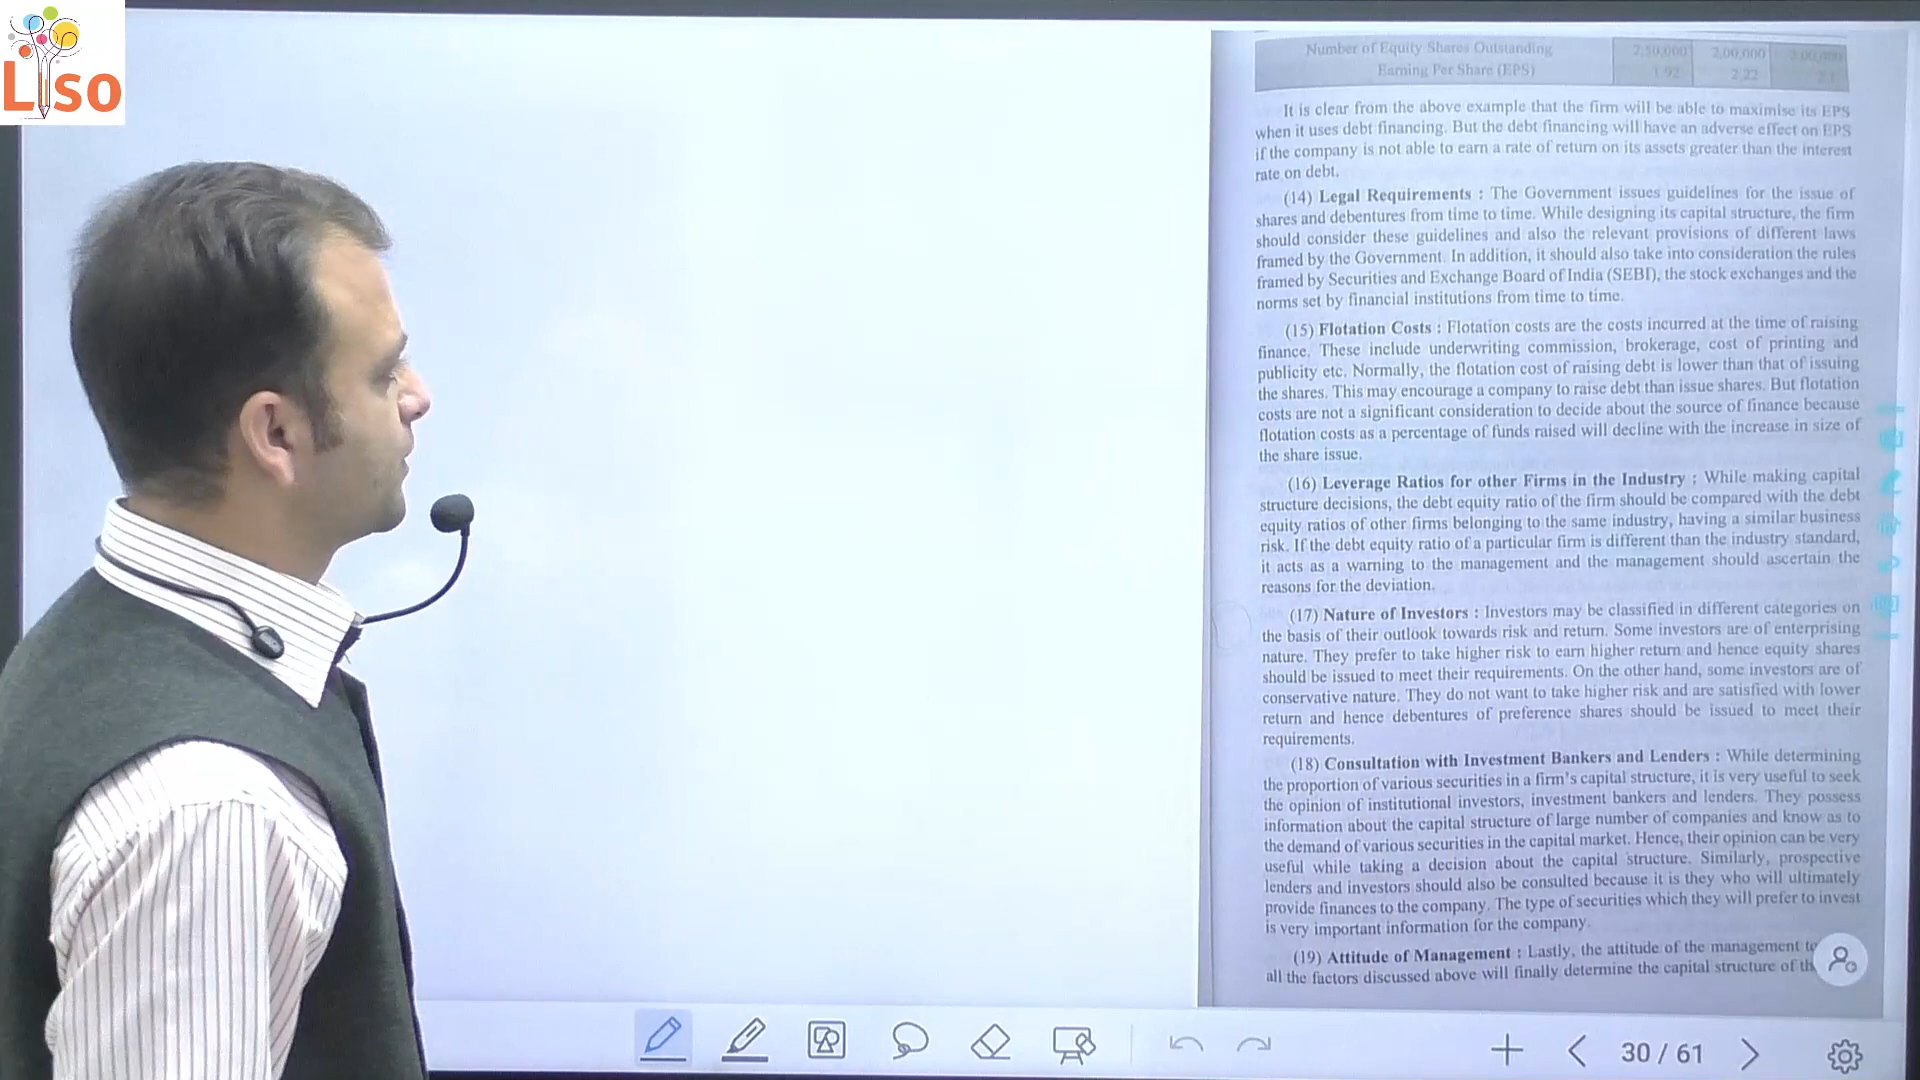 Liso
Number of Equity Shares Outstanding 2,50,000 2,00,000
Earning Per Share (EPS) 1.92 2.22
It is clear from the above example that the firm will be able to maximise its EPS
when it uses debt financing. But the debt financing will have an adverse effect on EPS
if the company is not able to earn a rate of return on its assets greater than the interest
rate on debt.
(14) Legal Requirements : The Government issues guidelines for the issue of
shares and debentures from time to time. While designing its capital structure, the firm
should consider these guidelines and also the relevant provisions of different laws
framed by the Government. In addition, it should also take into consideration the rules
framed by Securities and Exchange Board of India (SEBI), the stock exchanges and the
norms set by financial institutions from time to time.
(15) Flotation Costs : Flotation costs are the costs incurred at the time of raising
finance. These include underwriting commission, brokerage, cost of printing and
publicity etc. Normally, the flotation cost of raising debt is lower than that of issuing
the shares. This may encourage a company to raise debt than issue shares. But flotation
costs are not a significant consideration to decide about the source of finance because
flotation costs as a percentage of funds raised will decline with the increase in size of
the share issue.
(16) Leverage Ratios for other Firms in the Industry : While making capital
structure decisions, the debt equity ratio of the firm should be compared with the debt
equity ratios of other firms belonging to the same industry, having a similar business
risk. If the debt equity ratio of a particular firm is different than the industry standard,
it acts as a warning to the management and the management should ascertain the
reasons for the deviation.
(17) Nature of Investors : Investors may be classified in different categories on
the basis of their outlook towards risk and return. Some investors are of enterprising
nature. They prefer to take higher risk to earn higher return and hence equity shares
should be issued to meet their requirements. On the other hand, some investors are of
conservative nature. They do not want to take higher risk and are satisfied with lower
return and hence debentures of preference shares should be issued to meet their
requirements.
(18) Consultation with Investment Bankers and Lenders : While determining
the proportion of various securities in a firm's capital structure, it is very useful to seek
the opinion of institutional investors, investment bankers and lenders. They possess
information about the capital structure of large number of companies and know as to
the demand of various securities in the capital market. Hence, their opinion can be very
useful while taking a decision about the capital structure. Similarly, prospective
lenders and investors should also be consulted because it is they who will ultimately
provide finances to the company. The type of securities which they will prefer to invest
is very important information for the company.
(19) Attitude of Management : Lastly, the attitude of the management to
all the factors discussed above will finally determine the capital structure of th
30 / 61